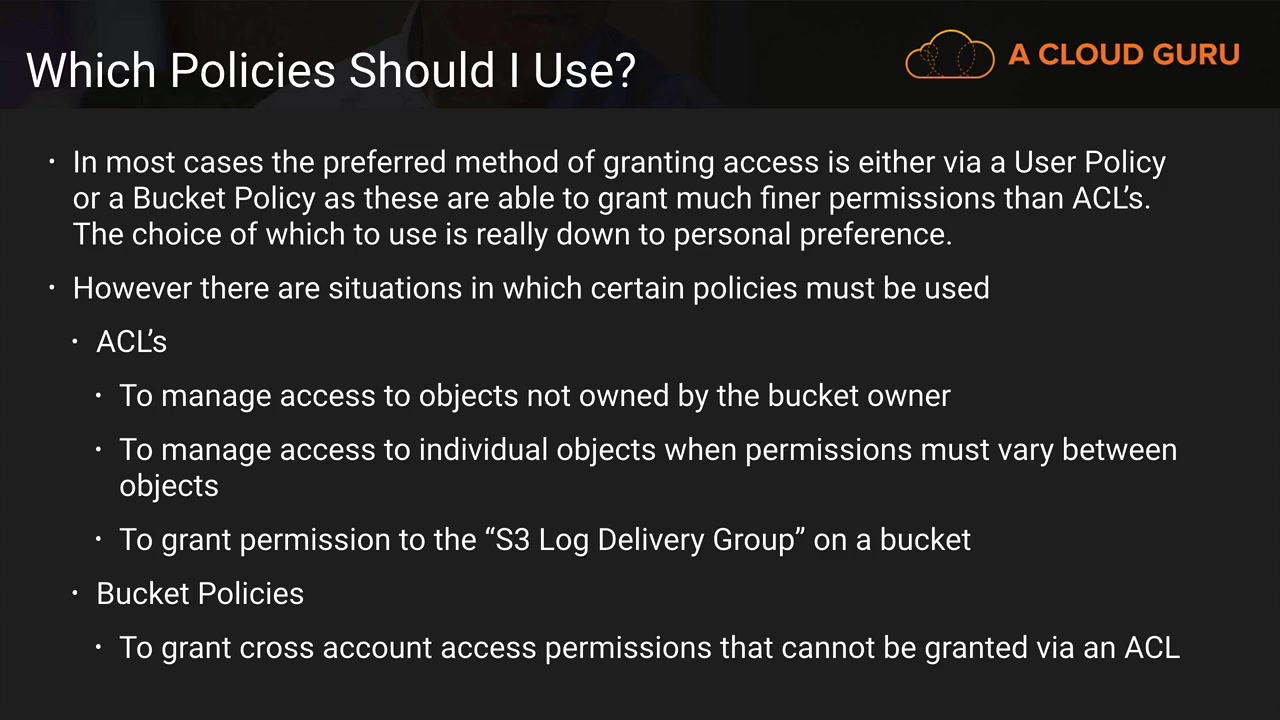 Which Policies Should I Use?
A CLOUD GURU
• In most cases the preferred method of granting access is either via a User Policy
or a Bucket Policy as these are able to grant much finer permissions than ACL’s.
The choice of which to use is really down to personal preference.
• However there are situations in which certain policies must be used
• ACL’s
• To manage access to objects not owned by the bucket owner
• To manage access to individual objects when permissions must vary between
objects
• To grant permission to the “S3 Log Delivery Group” on a bucket
• Bucket Policies
• To grant cross account access permissions that cannot be granted via an ACL